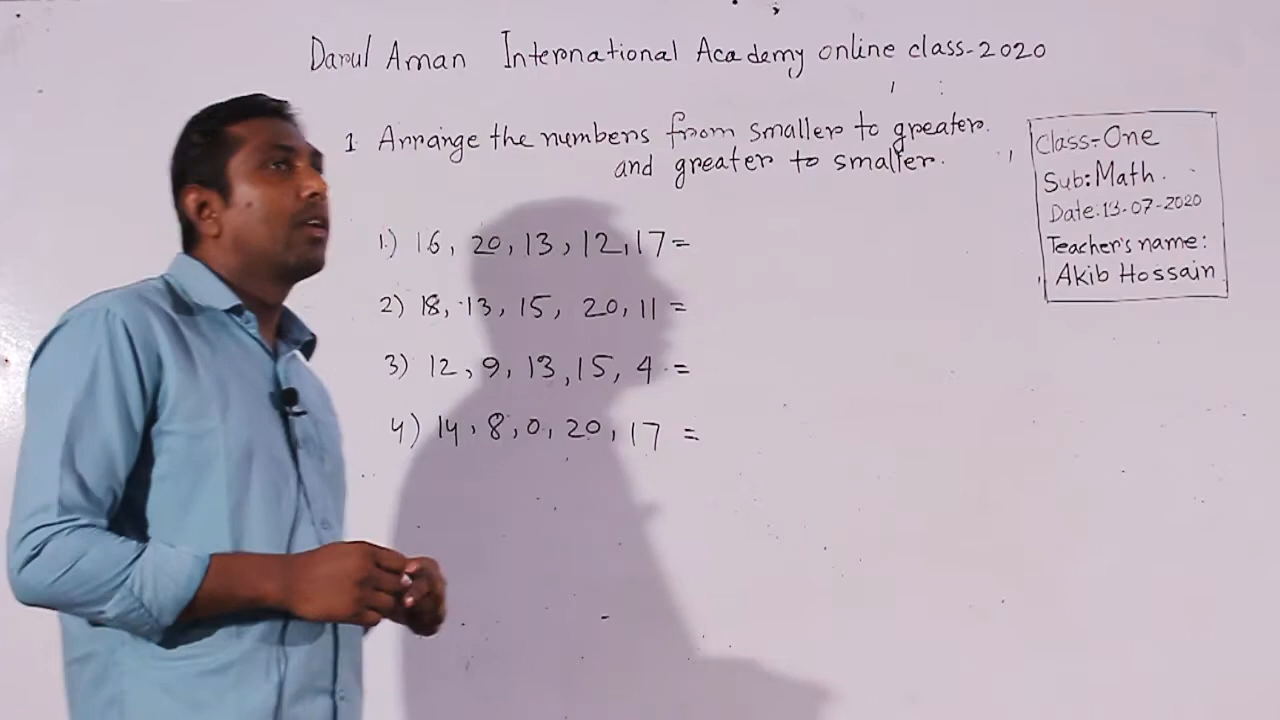 Darul Aman International Academy online class-2020
1. Arrange the numbers from smaller to greater.
and greater to smaller.
1.) 16, 20, 13, 12, 17=
2) 18, 13, 15, 20, 11 =
3) 12, 9, 13, 15, 4 =
4) 14, 8, 0, 20, 17 =
Class-One
Sub: Math.
Date: 13-07-2020
Teacher's name:
Akib Hossain